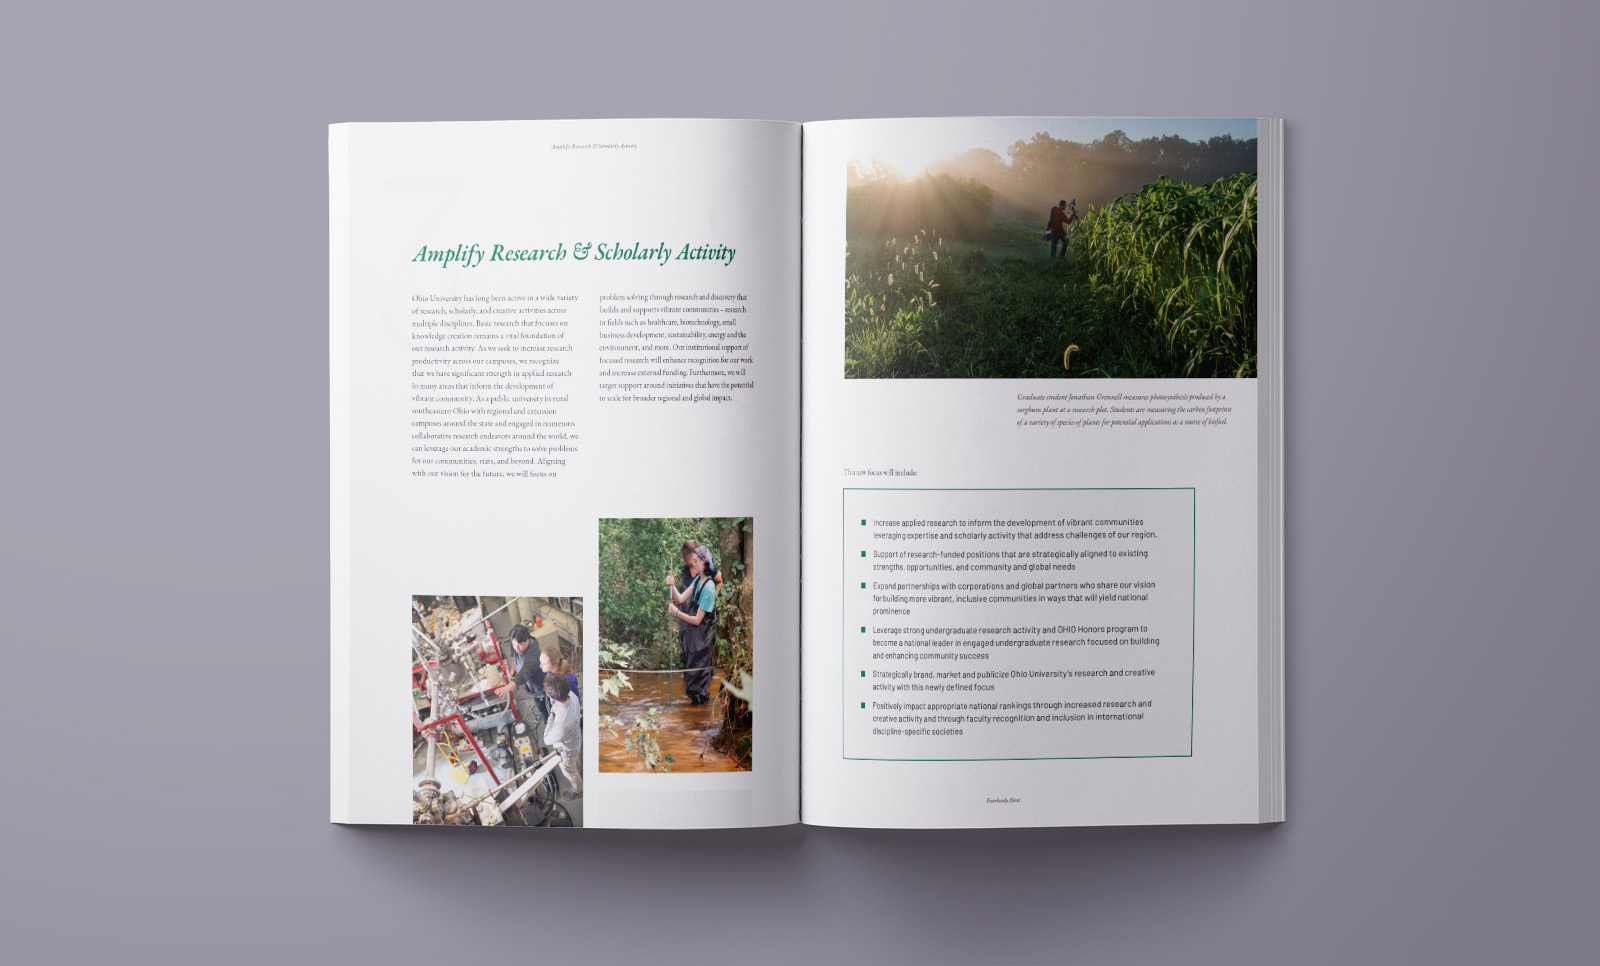 Amplify Research & Scholarly Activity
Amplify Research & Scholarly Activity
Ohio University has long been active in a wide variety
of research, scholarly, and creative activities across
multiple disciplines. Basic research that focuses on
knowledge creation remains a vital foundation of
our research activity. As we seek to increase research
productivity across our campuses, we recognize
that we have significant strength in applied research
in many areas that inform the development of
vibrant community. As a public university in rural
southeastern Ohio with regional and extension
campuses around the state and engaged in numerous
collaborative research endeavors around the world, we
can leverage our academic strengths to solve problems
for our communities, state, and beyond. Aligning
with our vision for the future, we will focus on
problem solving through research and discovery that
builds and supports vibrant communities – research
in fields such as healthcare, biotechnology, small
business development, sustainability, energy and the
environment, and more. Our institutional support of
focused research will enhance recognition for our work
and increase external funding. Furthermore, we will
target support around initiatives that have the potential
to scale for broader regional and global impact.
Graduate student Jonathan Grennell measures photosynthesis produced by a
sorghum plant at a research plot. Students are measuring the carbon footprints
of a variety of species of plants for potential applications as a source of biofuel.
This new focus will include:
Increase applied research to inform the development of vibrant communities
leveraging expertise and scholarly activity that address challenges of our region.
Support of research-funded positions that are strategically aligned to existing
strengths, opportunities, and community and global needs
Expand partnerships with corporations and global partners who share our vision
for building more vibrant, inclusive communities in ways that will yield national
prominence
Leverage strong undergraduate research activity and OHIO Honors program to
become a national leader in engaged undergraduate research focused on building
and enhancing community success
Strategically brand, market and publicize Ohio University's research and creative
activity with this newly defined focus
Positively impact appropriate national rankings through increased research and
creative activity and through faculty recognition and inclusion in international
discipline-specific societies
Fearlessly First